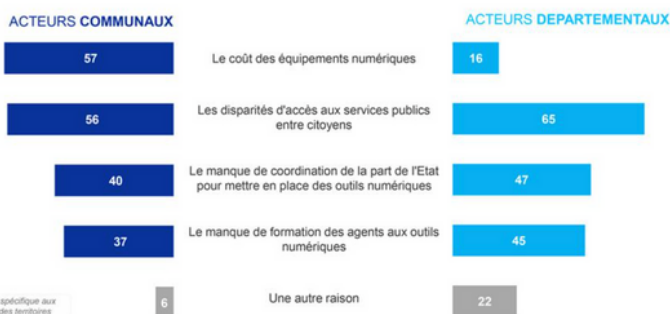 ACTEURS COMMUNAUX
ACTEURS DEPARTEMENTAUX
57
Le coût des équipements numériques
16
56
Les disparités d'accès aux services publics
entre citoyens
65
40
Le manque de coordination de la part de l'Etat
pour mettre en place des outils numériques
47
37
Le manque de formation des agents aux outils
numériques
45
spécifique aux
des territoires
6
Une autre raison
22